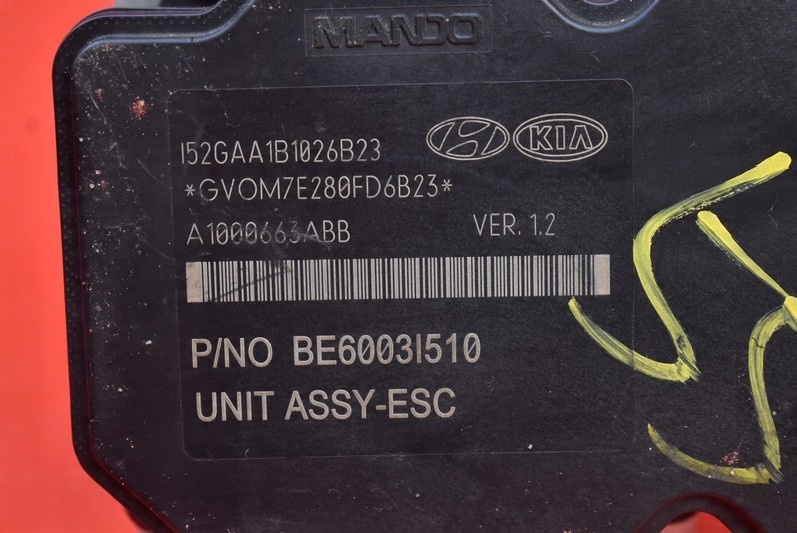 MANDO
I52GAA1B1026B23
KIA
*GVOM7E280FD6B23*
A1000663ABB VER. 1.2
P/NO BE6003I510
UNIT ASSY-ESC